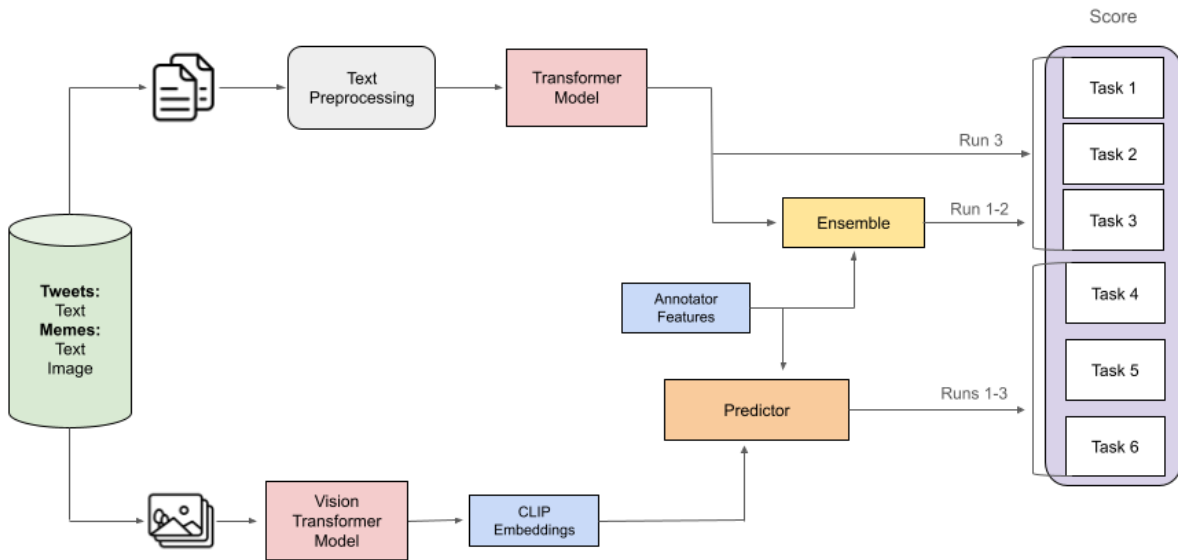 Score
Text
Preprocessing
Transformer
Model
Task 1
Run 3
Task 2
Ensemble
Run 1-2
Task 3
Tweets:
Text
Memes:
Text
Image
Annotator
Features
Task 4
Predictor
Runs 1-3
Task 5
Task 6
Vision
Transformer
Model
CLIP
Embeddings